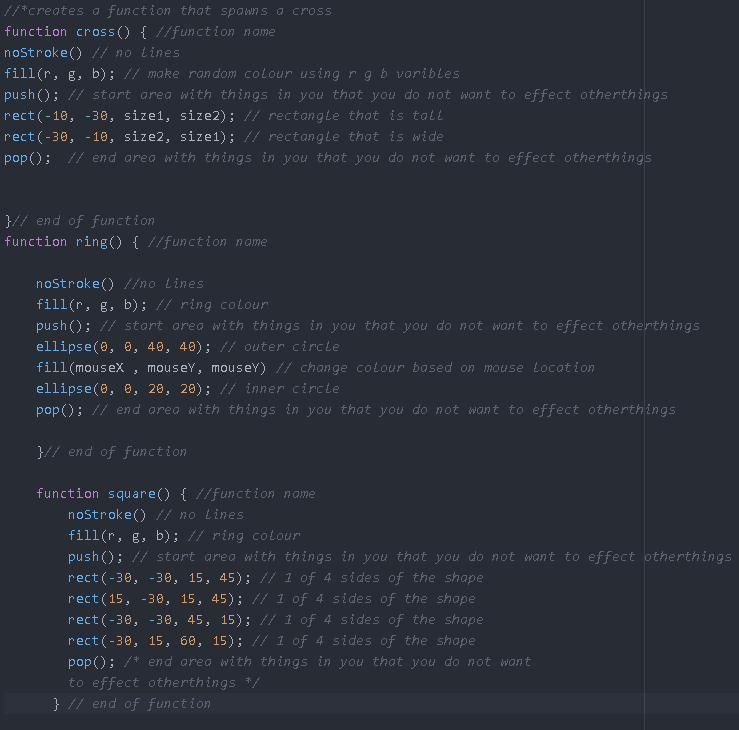 //*creates a function that spawns a cross
function cross() { //function name
noStroke() // no lines
fill(r, g, b); // make random colour using r g b varibles
push(); // start area with things in you that you do not want to effect otherthings
rect(-10, -30, size1, size2); // rectangle that is tall
rect(-30, -10, size2, size1); // rectangle that is wide
pop();  // end area with things in you that you do not want to effect otherthings
}// end of function
function ring() { //function name
noStroke() //no lines
fill(r, g, b); // ring colour
push(); // start area with things in you that you do not want to effect otherthings
ellipse(0, 0, 40, 40); // outer circle
fill(mouseX , mouseY, mouseY) // change colour based on mouse location
ellipse(0, 0, 20, 20); // inner circle
pop(); // end area with things in you that you do not want to effect otherthings
}// end of function
function square() { //function name
noStroke() // no lines
fill(r, g, b); // ring colour
push(); // start area with things in you that you do not want to effect otherthings
rect(-30, -30, 15, 45); // 1 of 4 sides of the shape
rect(15, -30, 15, 45); // 1 of 4 sides of the shape
rect(-30, -30, 45, 15); // 1 of 4 sides of the shape
rect(-30, 15, 60, 15); // 1 of 4 sides of the shape
pop(); /* end area with things in you that you do not want
to effect otherthings */
} // end of function